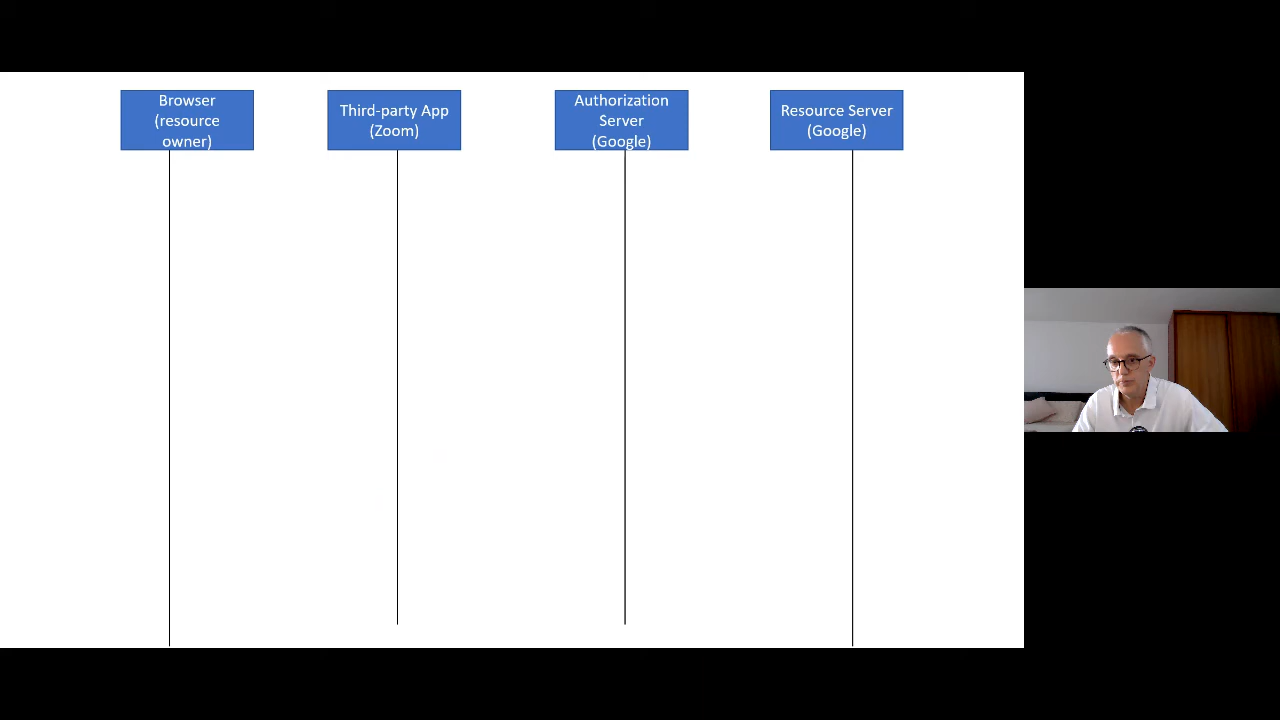 Browser
(resource
owner)
Third-party App
(Zoom)
Authorization
Server
(Google)
Resource Server
(Google)